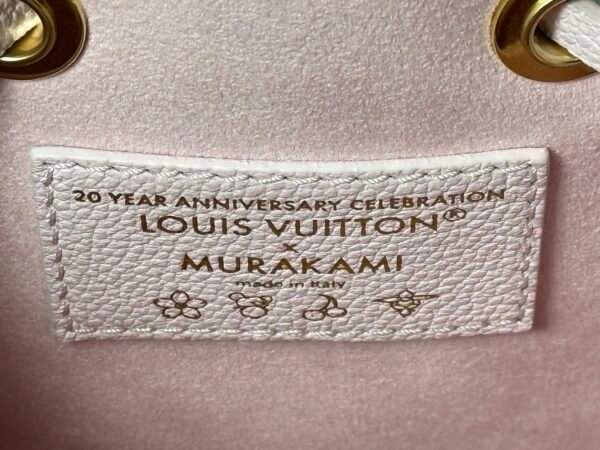 20 YEAR ANNIVERSARY CELEBRATION
LOUIS VUITTON®
×
MURAKAMI
made in Italy